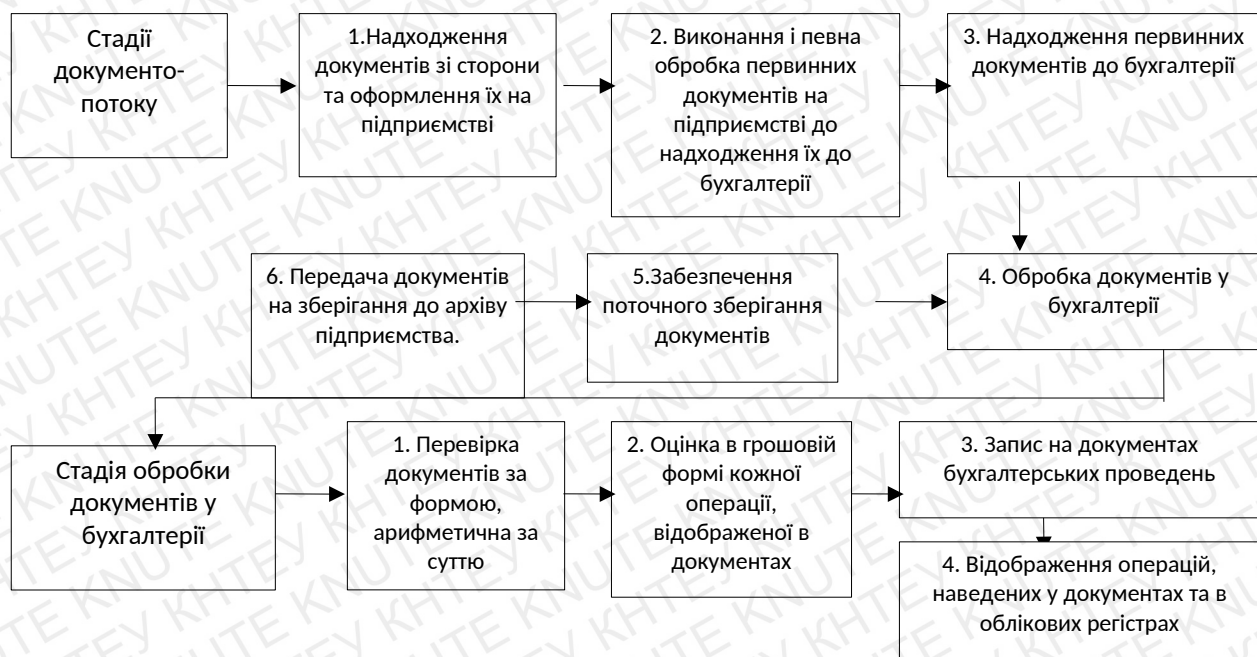 Стадії
документо-
потоку
1.Надходження
документів зі сторони
та оформлення їх на
підприємстві
2. Виконання і певна
обробка первинних
документів на
підприємстві до
надходження їх до
бухгалтерії
3. Надходження первинних
документів до бухгалтерії
6. Передача документів
на зберігання до архіву
підприємства.
5.Забезпечення
поточного зберігання
документів
4. Обробка документів у
бухгалтерії
Стадія обробки
документів у
бухгалтерії
1. Перевірка
документів за
формою,
арифметична за
суттю
2. Оцінка в грошовій
формі кожної
операції,
відображеної в
документах
3. Запис на документах
бухгалтерських проведень
4. Відображення операцій,
наведених у документах та в
облікових регістрах